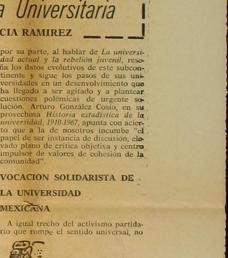 a Universitaria
CIA RAMIREZ
por su parte, al hablar de La universi-
dad actual y la rebelión juvenil, rese-
ña los datos evolutivos de este subcon-
tinente y sigue los pasos de sus uni-
versidades en un desenvolvimiento que
ha llegado a ser agitado y a plantear
cuestiones polémicas de urgente so-
lución. Arturo González Cosío, en su
provechosa Historia estadística de la
universidad, 1910-1967, apunta con acier-
to que a la de nosotros incumbe "el
papel de ser instancia de discusión, ele-
vado plano de crítica objetiva y centro
impulsor de valores de cohesión de la
comunidad".
VOCACION SOLIDARISTA DE
LA UNIVERSIDAD
MEXICANA
A igual trecho del activismo partida-
rio que rompe el sentido universal, no